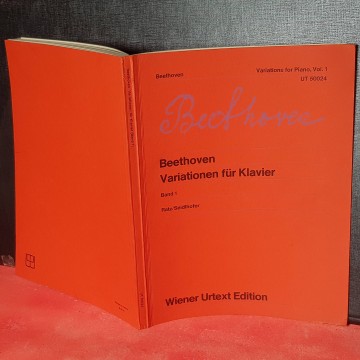 Beethoven
Variations for Piano, Vol. 1
UT 50024
Beethoven
Beethoven
Variationen für Klavier
Band 1
Wiener Urtext Edition